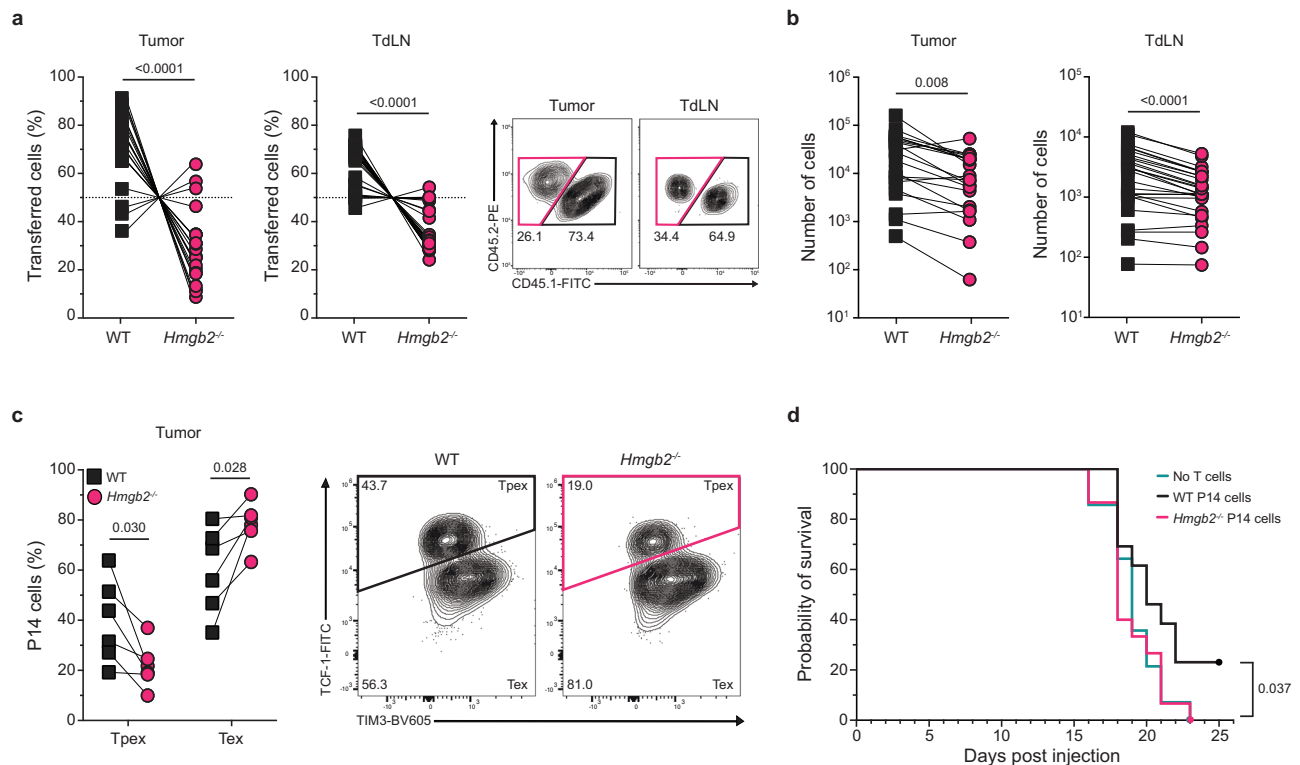 a
Tumor
TdLN
<0.0001
<0.0001
Transferred cells (%)
100
80
60
40
20
0
WT
Hmgb2-/-
Transferred cells (%)
100
80
60
40
20
0
WT
Hmgb2-/-
Tumor
TdLN
CD45.2-PE
26.1
73.4
34.4
64.9
CD45.1-FITC
b
Tumor
TdLN
0.008
<0.0001
Number of cells
10^6
10^5
10^4
10^3
10^2
10^1
WT
Hmgb2-/-
Number of cells
10^5
10^4
10^3
10^2
10^1
WT
Hmgb2-/-
c
Tumor
WT
Hmgb2-/-
0.030
0.028
P14 cells (%)
100
80
60
40
20
0
Tpex
Tex
WT
Hmgb2-/-
43.7
Tpex
19.0
Tpex
56.3
Tex
81.0
Tex
TCF-1-FITC
TIM3-BV605
d
Probability of survival
100
80
60
40
20
0
0
5
10
15
20
25
Days post injection
No T cells
WT P14 cells
Hmgb2-/- P14 cells
0.037